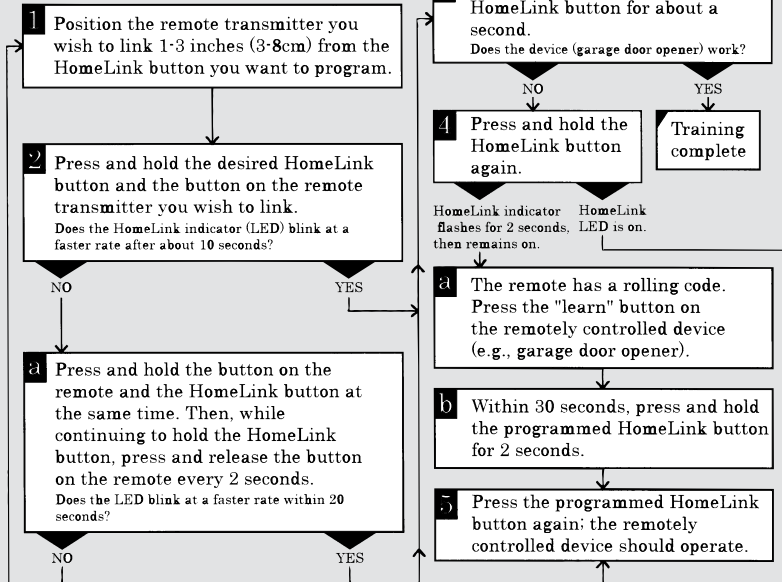 1
Position the remote transmitter you
wish to link 1-3 inches (3-8cm) from the
HomeLink button you want to program.
2
Press and hold the desired HomeLink
button and the button on the remote
transmitter you wish to link.
Does the HomeLink indicator (LED) blink at a
faster rate after about 10 seconds?
NO
YES
a
Press and hold the button on the
remote and the HomeLink button at
the same time. Then, while
continuing to hold the HomeLink
button, press and release the button
on the remote every 2 seconds.
Does the LED blink at a faster rate within 20
seconds?
NO
YES
HomeLink button for about a
second.
Does the device (garage door opener) work?
NO
YES
4
Press and hold the
HomeLink button
again.
Training
complete
HomeLink indicator
flashes for 2 seconds,
then remains on.
HomeLink
LED is on.
a
The remote has a rolling code.
Press the "learn" button on
the remotely controlled device
(e.g., garage door opener).
b
Within 30 seconds, press and hold
the programmed HomeLink button
for 2 seconds.
5
Press the programmed HomeLink
button again; the remotely
controlled device should operate.